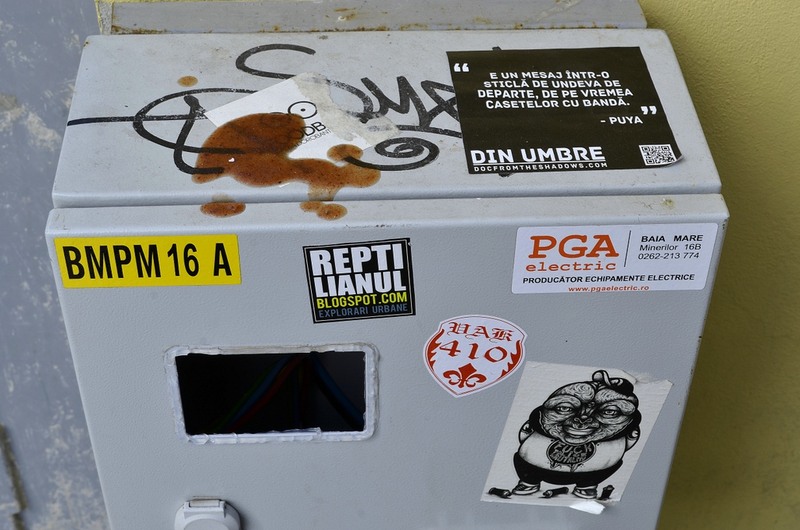 “
E UN MESAJ ÎNTR-O
STICLĂ DE UNDEVA DE
DEPARTE, DE PE VREMEA
CASETELOR CU BANDĂ.
”
- PUYA
DIN UMBRE
DOCFROMTHESHADOWS.COM
BMPM 16 A
REPTI
LIANUL
BLOGSPOT.COM
EXPLORARI URBANE
PGA
electric
BAIA MARE
Minerilor 16B
0262-213 774
PRODUCĂTOR ECHIPAMENTE ELECTRICE
www.pgaelectric.ro
VAK
410
FUCK